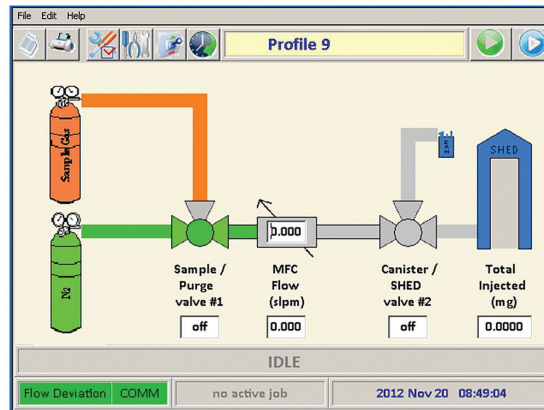 File Edit Help
Profile 9
Sample Gas
SHED
0.000
N2
Sample / Purge valve #1
MFC Flow (slpm)
Canister / SHED valve #2
Total Injected (mg)
off
0.000
off
0.0000
IDLE
Flow Deviation COMM
no active job
2012 Nov 20 08:49:04